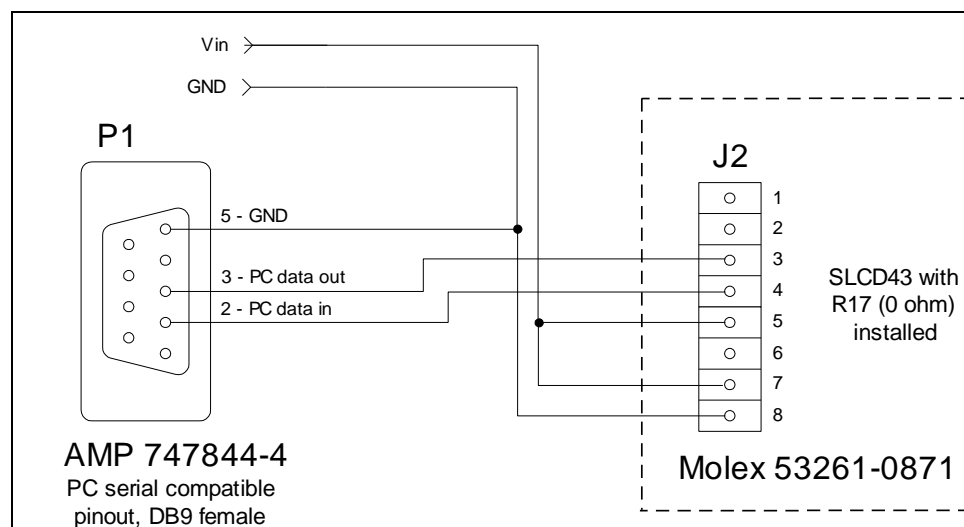 Vin
GND
P1
5 - GND
3 - PC data out
2 - PC data in
AMP 747844-4
PC serial compatible
pinout, DB9 female
J2
1
2
3
4
5
6
7
8
SLCD43 with
R17 (0 ohm)
installed
Molex 53261-0871